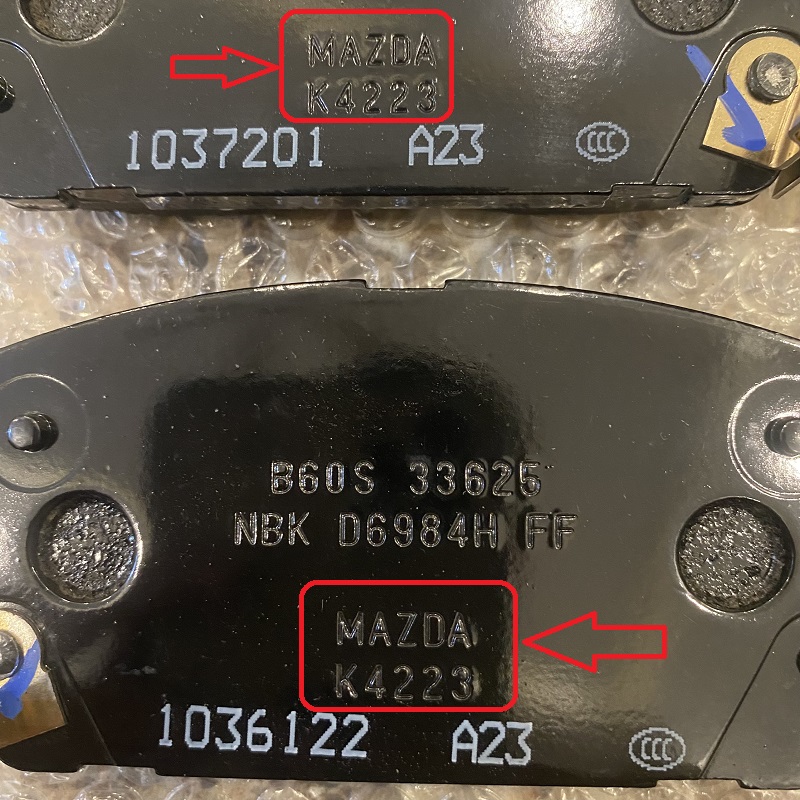 MAZDA
K4223
1037201 A23 CCC
B60S 33625
NBK D6984H FF
MAZDA
K4223
1036122 A23 CCC